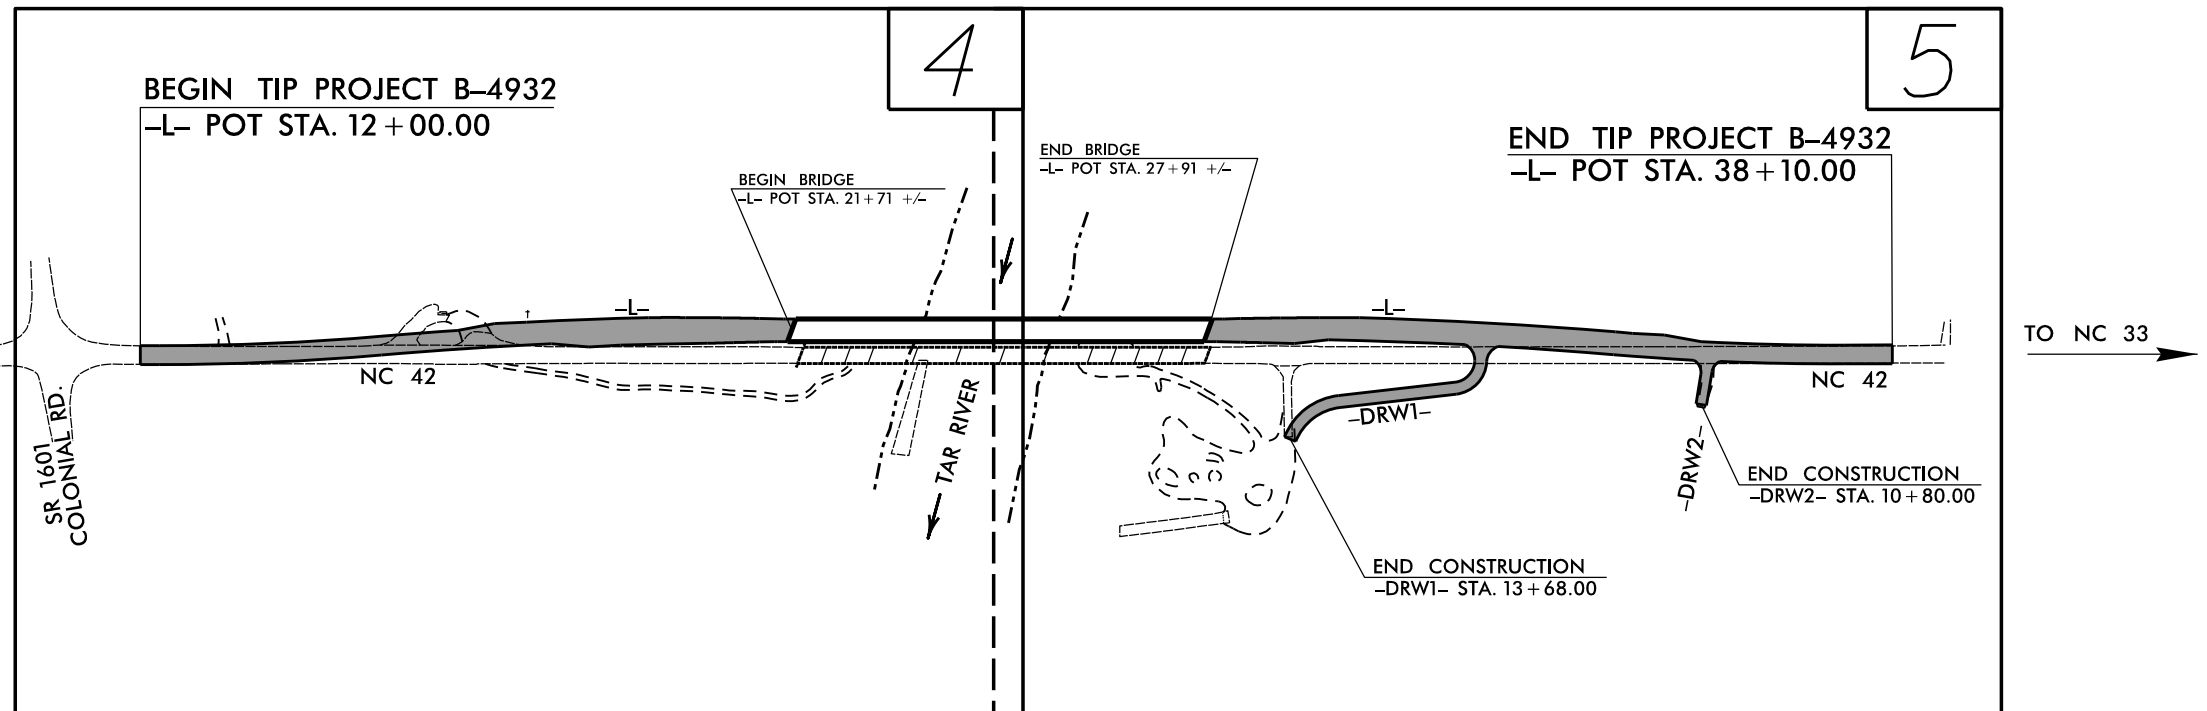 4
5
BEGIN TIP PROJECT B-4932
-L- POT STA. 12+00.00
END TIP PROJECT B-4932
-L- POT STA. 38+10.00
END BRIDGE
-L- POT STA. 27+91 +/-
BEGIN BRIDGE
-L- POT STA. 21+71 +/-
-L-
-L-
TO NC 33
NC 42
NC 42
SR 1601
COLONIAL RD.
TAR RIVER
-DRW1-
-DRW2-
END CONSTRUCTION
-DRW2- STA. 10+80.00
END CONSTRUCTION
-DRW1- STA. 13+68.00